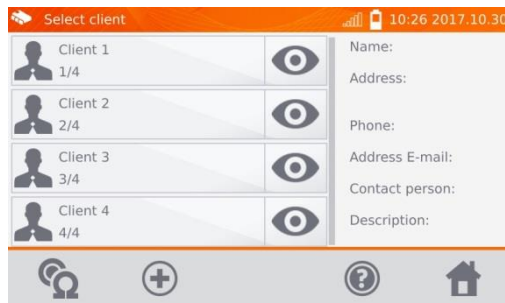 Select client
10:26 2017.10.30
Client 1
1/4
Client 2
2/4
Client 3
3/4
Client 4
4/4
Name:
Address:
Phone:
Address E-mail:
Contact person:
Description: